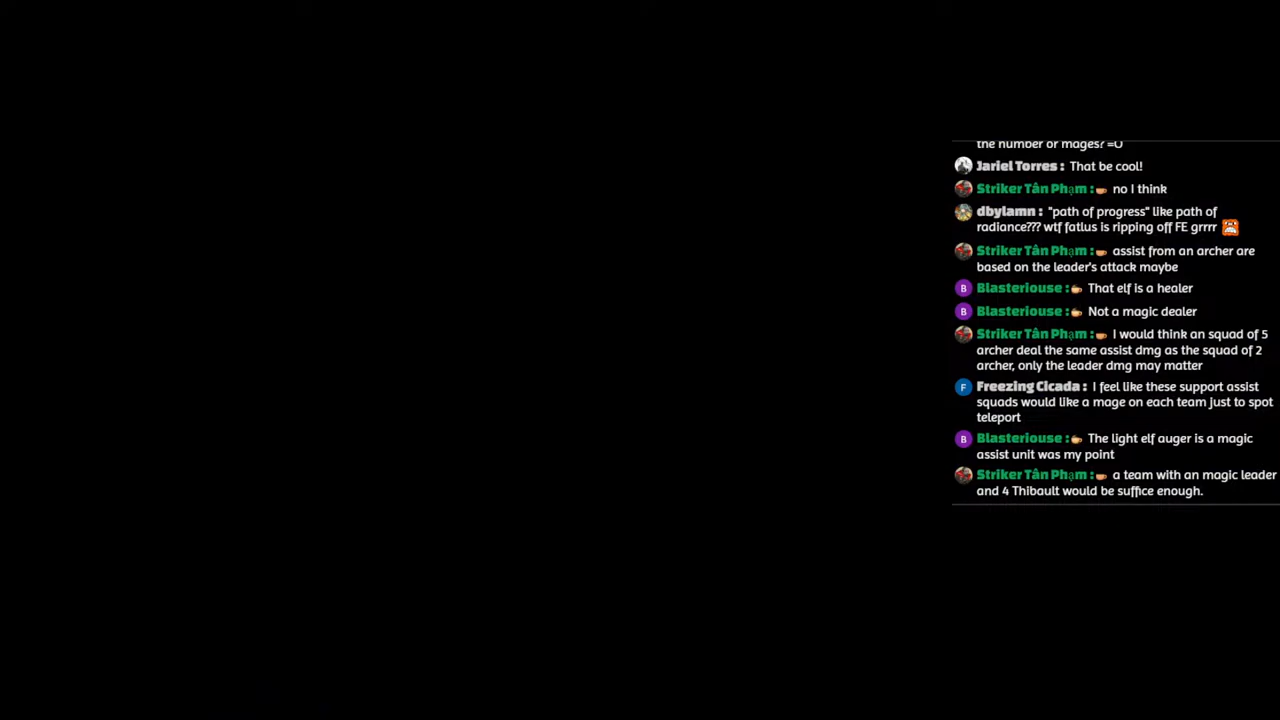 the number or mages? =O
Jariel Torres : That be cool!
Striker Tân Phạm : no I think
dbylamn : "path of progress" like path of
radiance??? wtf fatlus is ripping off FE grrrr
Striker Tân Phạm : assist from an archer are
based on the leader's attack maybe
B Blasteriouse : That elf is a healer
B Blasteriouse : Not a magic dealer
Striker Tân Phạm : I would think an squad of 5
archer deal the same assist dmg as the squad of 2
archer, only the leader dmg may matter
F Freezing Cicada : I feel like these support assist
squads would like a mage on each team just to spot
teleport
B Blasteriouse : The light elf auger is a magic
assist unit was my point
Striker Tân Phạm : a team with an magic leader
and 4 Thibault would be suffice enough.